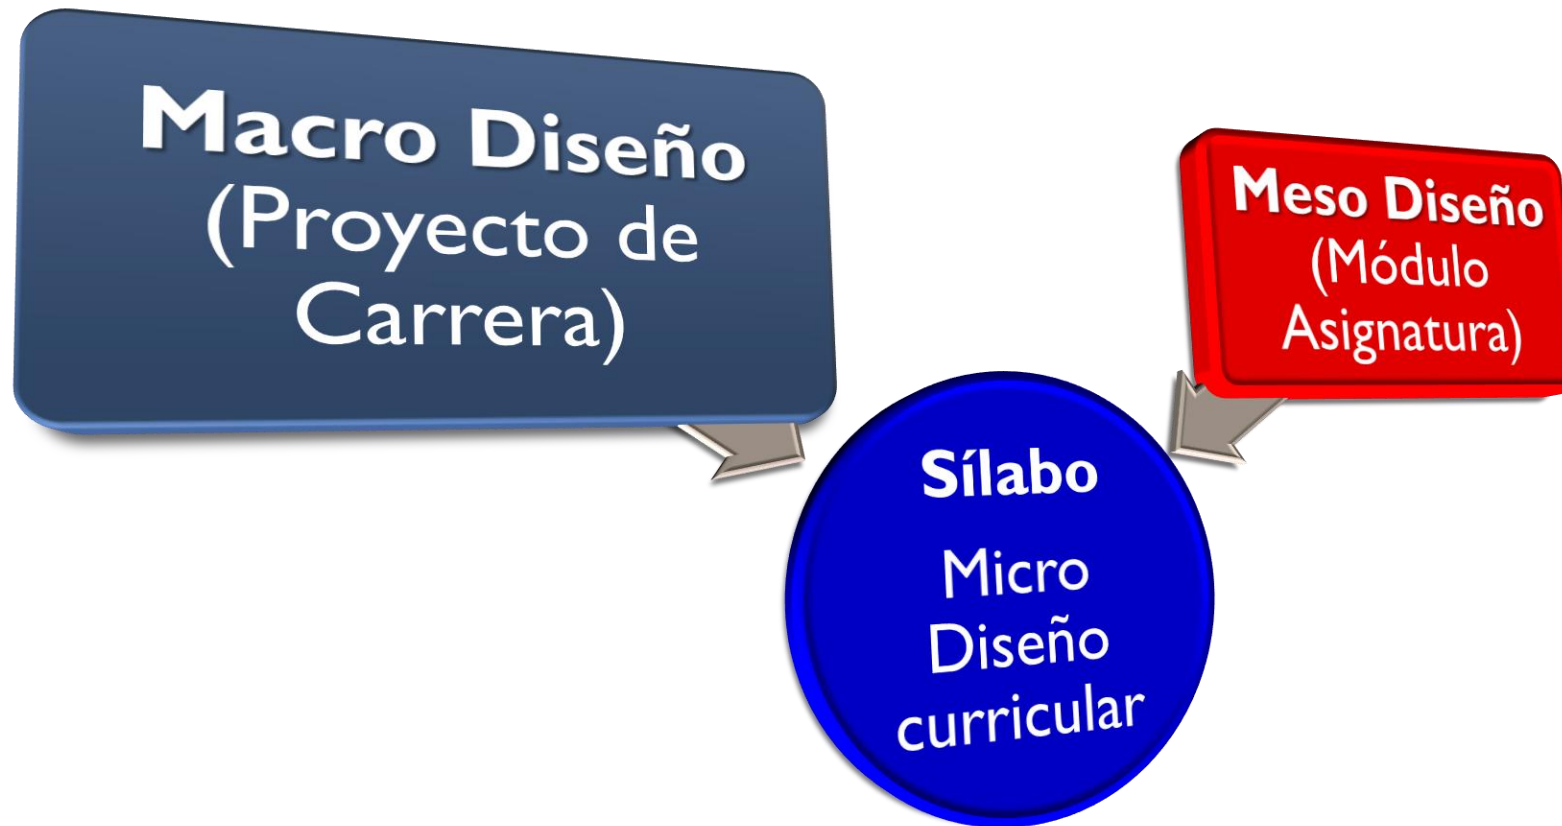 Macro Diseño
(Proyecto de
Carrera)
Meso Diseño
(Módulo
Asignatura)
Sílabo
Micro
Diseño
curricular